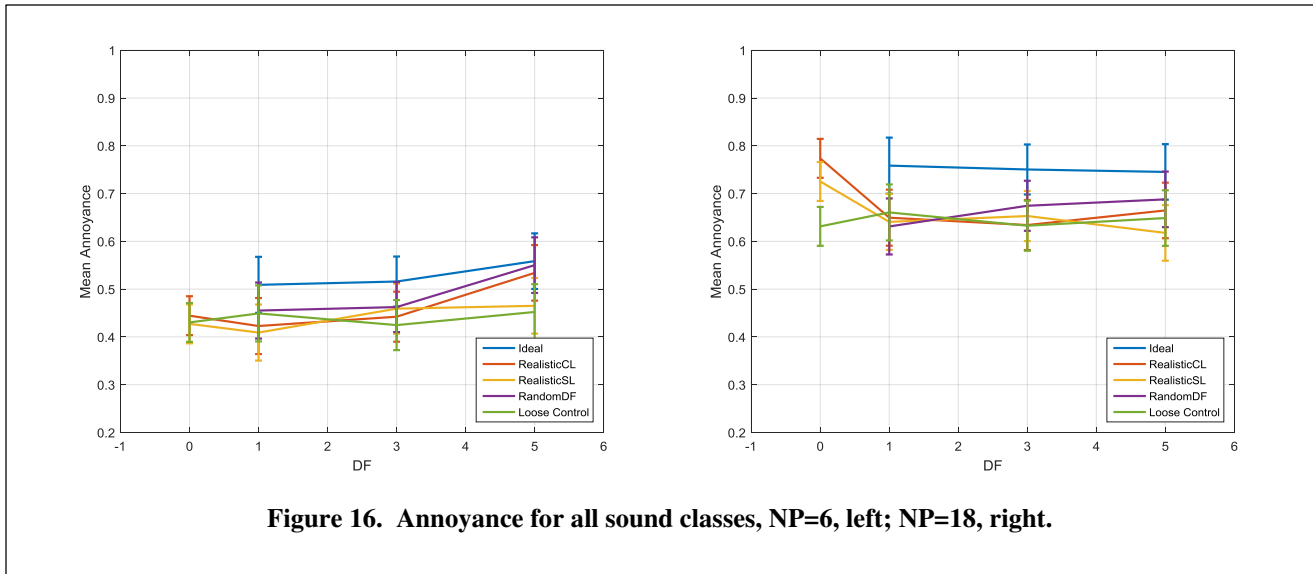 1
0.9
0.8
0.7
0.6
0.5
0.4
0.3
0.2
Mean Annoyance
-1 0 1 2 3 4 5 6
DF
Ideal
RealisticCL
RealisticSL
RandomDF
Loose Control
1
0.9
0.8
0.7
0.6
0.5
0.4
0.3
0.2
Mean Annoyance
-1 0 1 2 3 4 5 6
DF
Ideal
RealisticCL
RealisticSL
RandomDF
Loose Control
Figure 16. Annoyance for all sound classes, NP=6, left; NP=18, right.